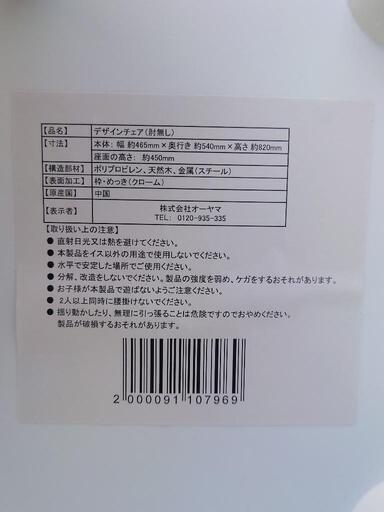 【品名】 デザインチェア(肘無し)
【寸法】 本体：幅 約465mm×奥行き 約540mm×高さ 約820mm
座面の高さ： 約450mm
【構造部材】 ポリプロピレン、天然木、金属(スチール)
【表面加工】 枠・めっき(クローム)
【原産国】 中国
【表示者】 株式会社オーヤマ
TEL： 0120-935-335
【取り扱い上の注意】
● 直射日光又は熱を避けてください。
● 本製品をイス以外の用途で使用しないでください。
● 水平で安定した場所でご使用ください。
● 分解、改造をしないでください。製品の強度を弱め、ケガをするおそれがあります。
● お子様が本製品で遊ばないようご注意ください。
● 2人以上同時に腰掛けないでください。
● 揺り動かしたり、無理に引っ張ることは危険ですのでおやめください。
製品が破損するおそれがあります。
2 000091 107969